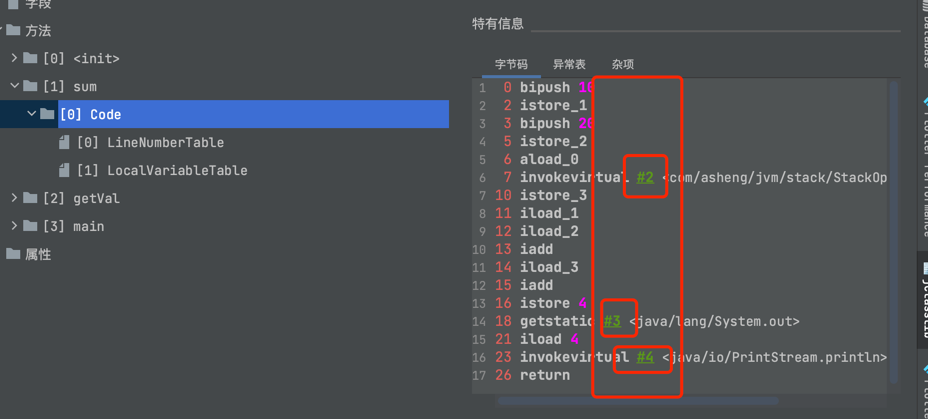 字段
方法
[0] <init>
[1] sum
[0] Code
[0] LineNumberTable
[1] LocalVariableTable
[2] getVal
[3] main
属性
特有信息
字节码 异常表 杂项
1 0 bipush 10
2 2 istore_1
3 3 bipush 20
4 5 istore_2
5 6 aload_0
6 7 invokevirtual #2 <com/asheng/jvm/stack/StackOp
7 10 istore_3
8 11 iload_1
9 12 iload_2
10 13 iadd
11 14 iload_3
12 15 iadd
13 16 istore 4
14 18 getstatic #3 <java/lang/System.out>
15 21 iload 4
16 23 invokevirtual #4 <java/io/PrintStream.println>
17 26 return
Database
jclasslib